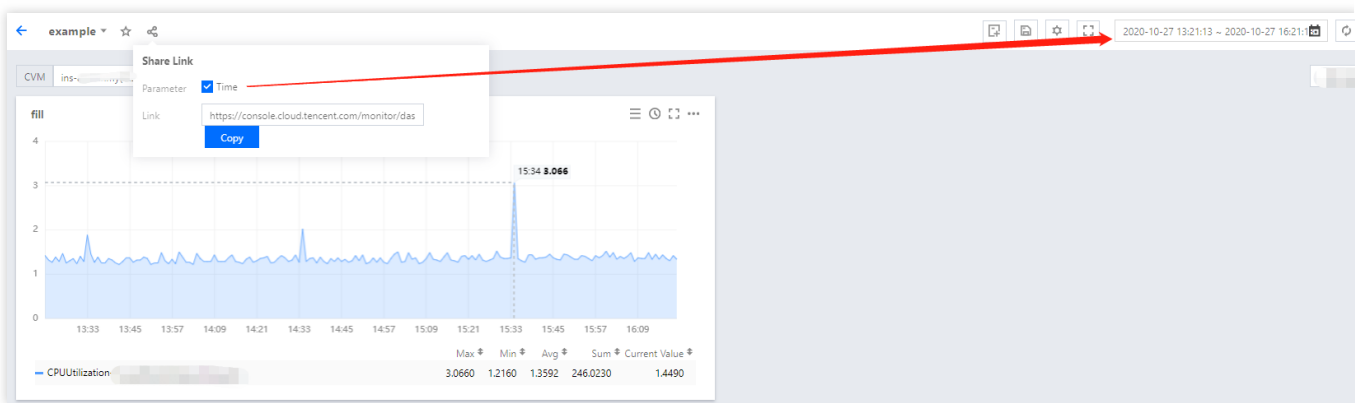 example
2020-10-27 13:21:13 ~ 2020-10-27 16:21:1
Share Link
CVM ins-
Parameter Time
Link https://console.cloud.tencent.com/monitor/das
Copy
fill
4
3
2
1
0
15:34 3.066
13:33 13:45 13:57 14:09 14:21 14:33 14:45 14:57 15:09 15:21 15:33 15:45 15:57 16:09
Max Min Avg Sum Current Value
CPUUtilization- 3.0660 1.2160 1.3592 246.0230 1.4490